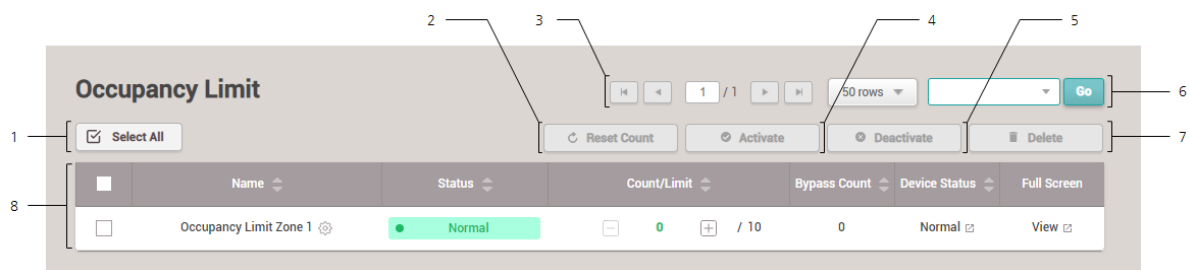 2 3 4 5
Occupancy Limit 1 / 1 50 rows Go 6
1 Select All Reset Count Activate Deactivate Delete 7
Name Status Count/Limit Bypass Count Device Status Full Screen
8
Occupancy Limit Zone 1 Normal 0 / 10 0 Normal View